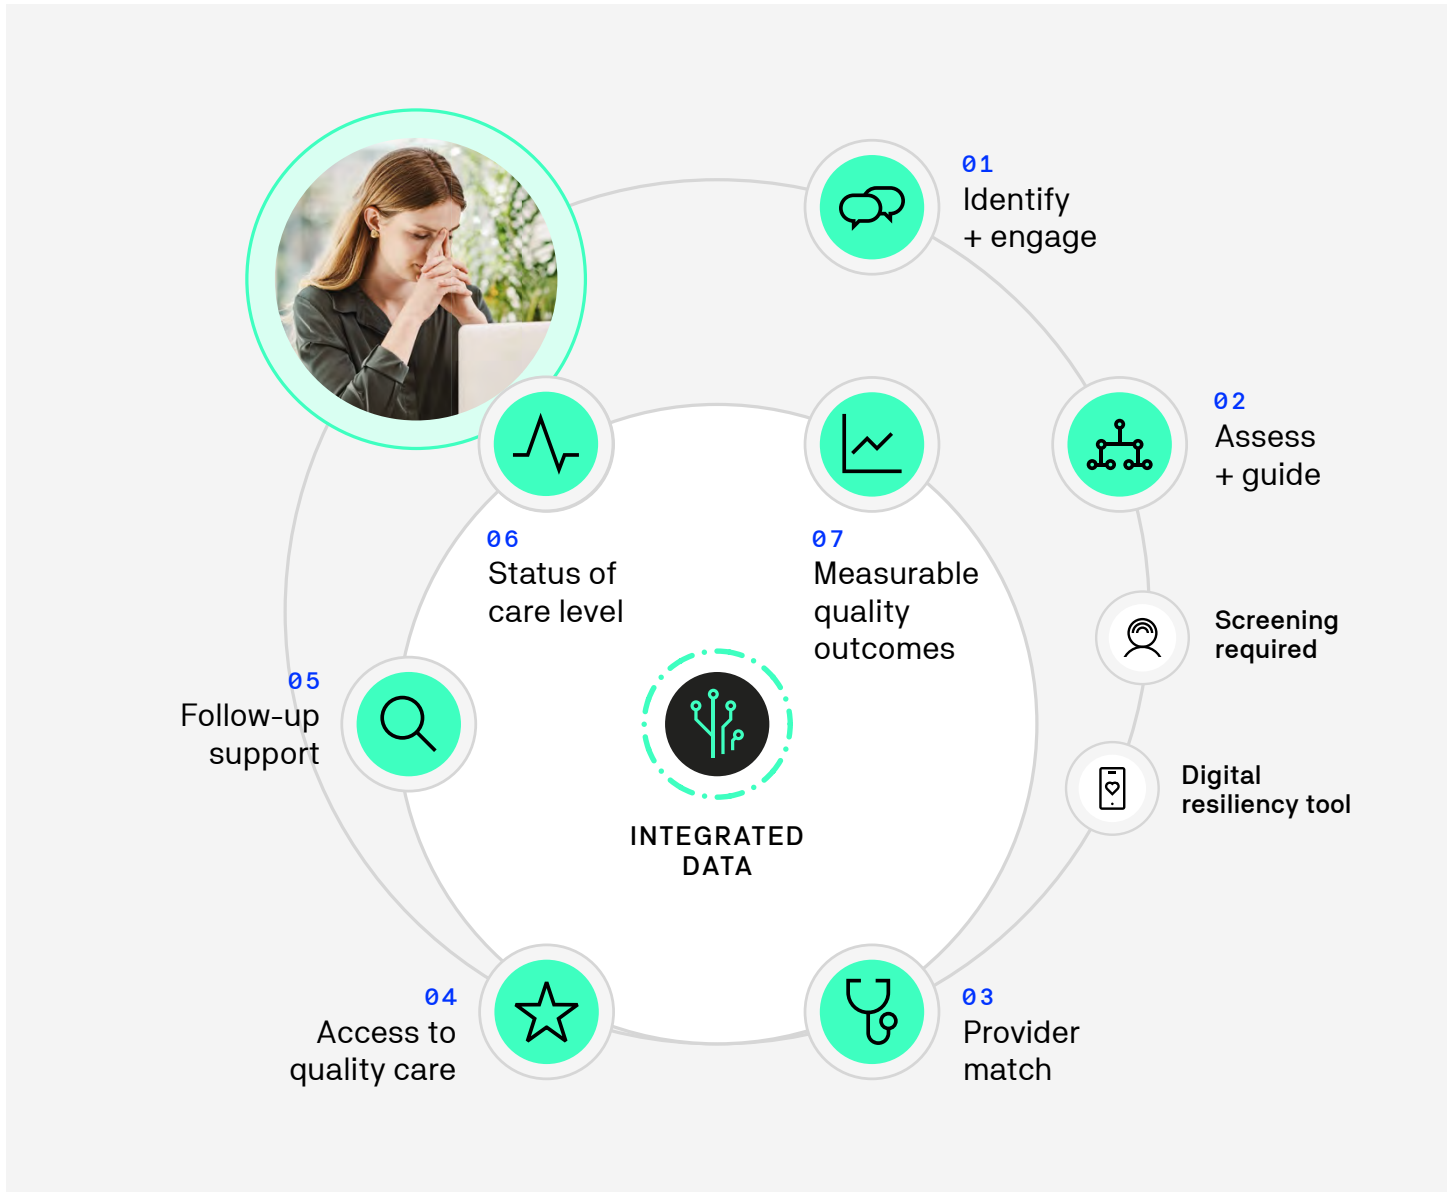 01
Identify
+ engage
02
Assess
+ guide
Screening
required
Digital
resiliency tool
03
Provider
match
04
Access to
quality care
05
Follow-up
support
06
Status of
care level
07
Measurable
quality
outcomes
INTEGRATED
DATA